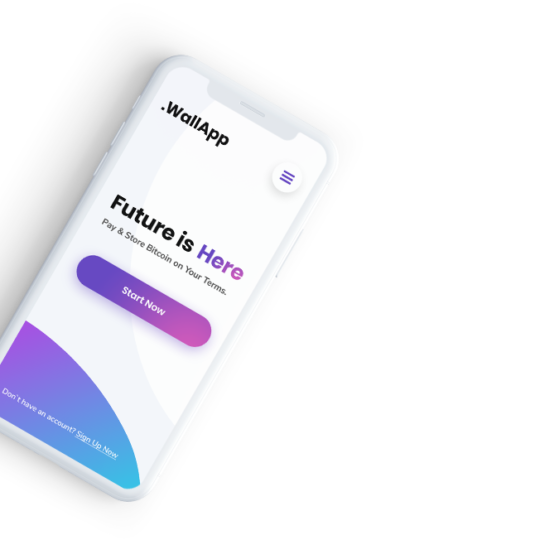 .WallApp
Future is Here
Pay & Store Bitcoin on Your Terms.
Start Now
Don't have an account? Sign Up Now